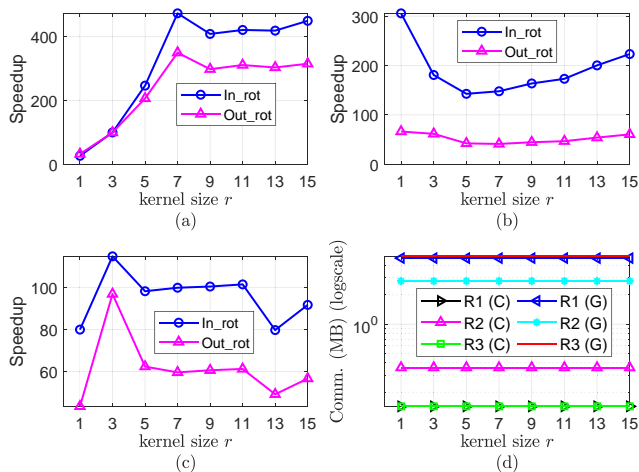 400
200
0
Speedup
In_rot
Out_rot
1 3 5 7 9 11 13 15
kernel size r
(a)
300
200
100
0
Speedup
In_rot
Out_rot
1 3 5 7 9 11 13 15
kernel size r
(b)
100
80
60
Speedup
In_rot
Out_rot
1 3 5 7 9 11 13 15
kernel size r
(c)
Comm. (MB) (logscale)
10^0
R1 (C) R1 (G)
R2 (C) R2 (G)
R3 (C) R3 (G)
1 3 5 7 9 11 13 15
kernel size r
(d)